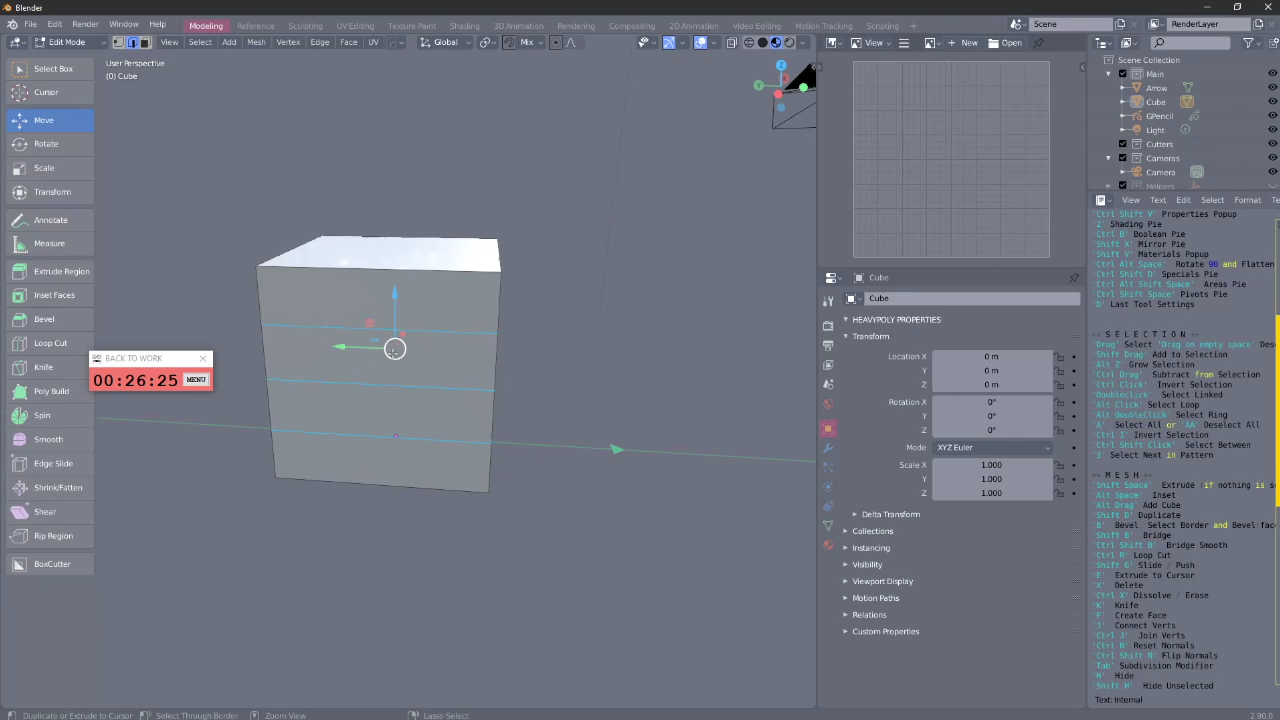 Blender
File Edit Render Window Help Modeling Reference Sculpting UV Editing Texture Paint Shading 3D Animation Rendering Compositing 2D Animation Video Editing Motion Tracking Scripting Scene RenderLayer
Edit Mode View Select Add Mesh Vertex Edge Face UV Global Mix View New Open
User Perspective
(0) Cube
Select Box
Cursor
Move
Rotate
Scale
Transform
Annotate
Measure
Extrude Region
Inset Faces
Bevel
Loop Cut
Knife
Poly Build
Spin
Smooth
Edge Slide
Shrink/Fatten
Shear
Rip Region
BoxCutter
BACK TO WORK
00:26:25 MENU
Z
Y
Scene Collection
Main
Arrow
Cube
GPencil
Light
Cutters
Cameras
Camera
Helpers
Cube
Cube
HEAVYPOLY PROPERTIES
Transform
Location X 0 m
Y 0 m
Z 0 m
Rotation X 0°
Y 0°
Z 0°
Mode XYZ Euler
Scale X 1.000
Y 1.000
Z 1.000
Delta Transform
Collections
Instancing
Visibility
Viewport Display
Motion Paths
Relations
Custom Properties
View Text Edit Select Format Te
'Ctrl Shift V' Properties Popup
'Z' Shading Pie
'Ctrl B' Boolean Pie
'Shift X' Mirror Pie
'Shift V' Materials Popup
'Ctrl Alt Space' Rotate 90 and Flatten
'Ctrl Shift D' Specials Pie
'Ctrl Alt Shift' Areas Pie
'Ctrl Shift Space' Pivots Pie
'D' Last Tool Settings
S E L E C T I O N
'Drag' Select 'Drag on empty space' Des
'Shift Drag' Add to Selection
'Alt Z' Grow Selection
'Ctrl Drag' Subtract from Selection
'Ctrl Click' Invert Selection
'Doubleclick' Select Linked
'Alt Click' Select Loop
'Alt DoubleClick' Select Ring
'A' Select All or 'AA' Deselect All
'Ctrl I' Invert Selection
'Ctrl Shift Click' Select Between
'3' Select Next in Pattern
M E S H
'Shift Space' Extrude (if nothing is s
'Alt Space' Inset
'Alt Drag' Add Cube
'Shift D' Duplicate
'B' Bevel. Select Border and Bevel face
'Shift B' Bridge
'Ctrl Shift B' Bridge Smooth
'Ctrl R' Loop Cut
'Shift G' Slide / Push
'E' Extrude to Cursor
'X' Delete
'Ctrl X' Dissolve / Erase
'K' Knife
'F' Create Face
'J' Connect Verts
'Ctrl J' Join Verts
'Ctrl N' Reset Normals
'Ctrl Shift N' Flip Normals
'Tab' Subdivision Modifier
'H' Hide
'Shift H' Hide Unselected
Text: Internal
Duplicate or Extrude to Cursor Select Through Border Zoom View Lasso Select 2.90.0